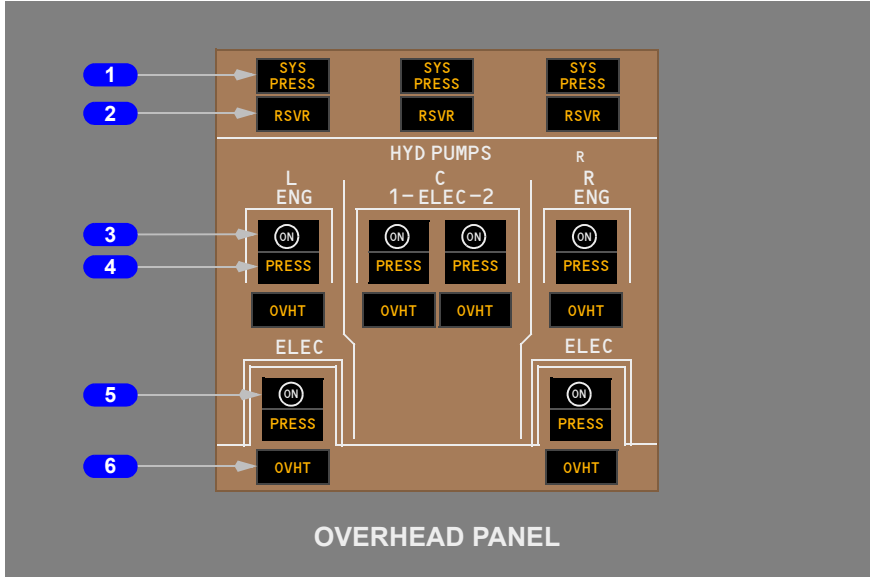 1
SYS PRESS SYS PRESS SYS PRESS
2
RSVR RSVR RSVR
HYD PUMPS R
L C R
ENG 1-ELEC-2 ENG
3
ON ON ON ON
4
PRESS PRESS PRESS PRESS
OVHT OVHT OVHT OVHT
ELEC ELEC
5
ON ON
PRESS PRESS
6
OVHT OVHT
OVERHEAD PANEL